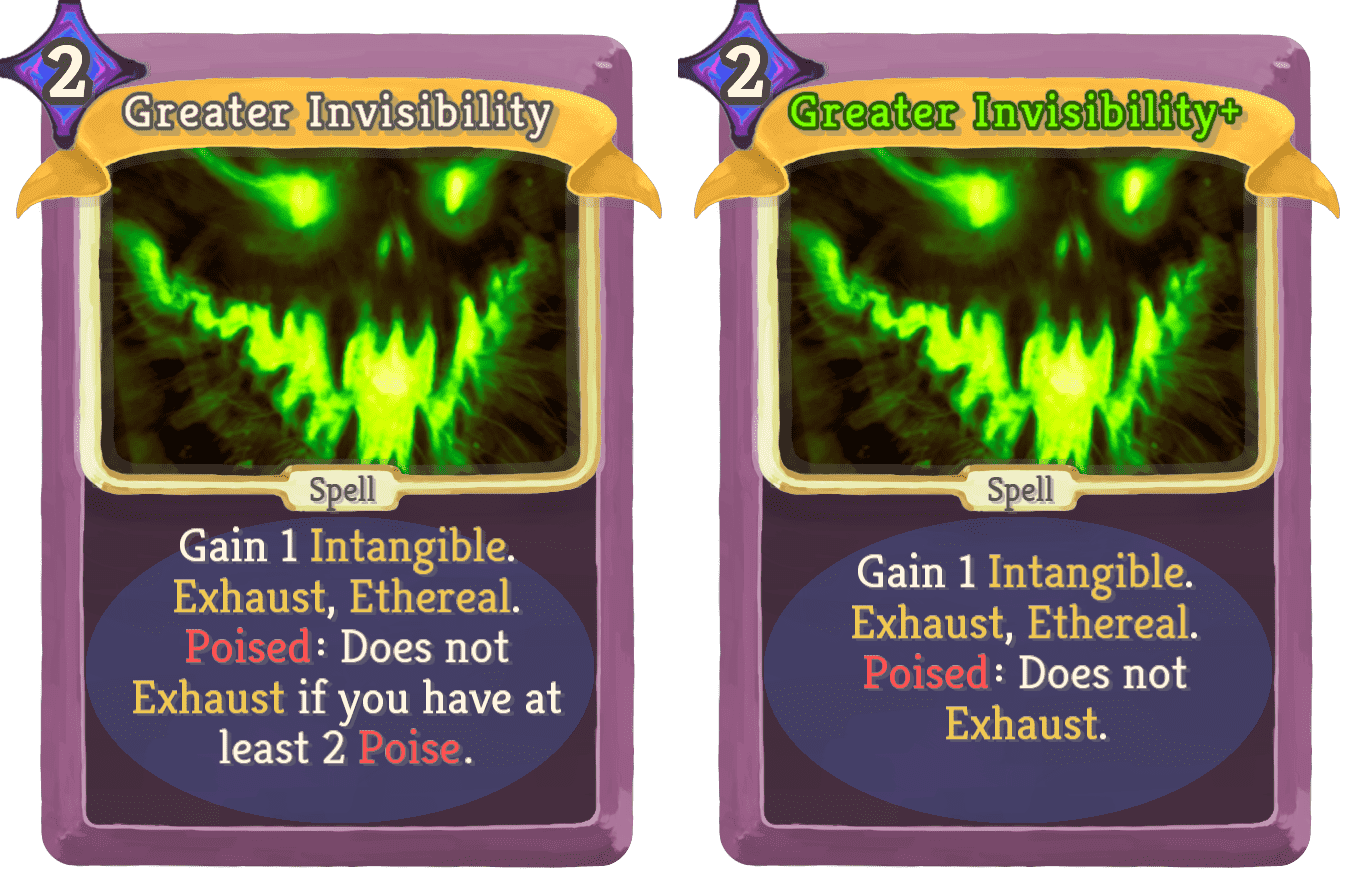 2
Greater Invisibility
Spell
Gain 1 Intangible.
Exhaust, Ethereal.
Poised: Does not
Exhaust if you have at
least 2 Poise.
2
Greater Invisibility+
Spell
Gain 1 Intangible.
Exhaust, Ethereal.
Poised: Does not
Exhaust.